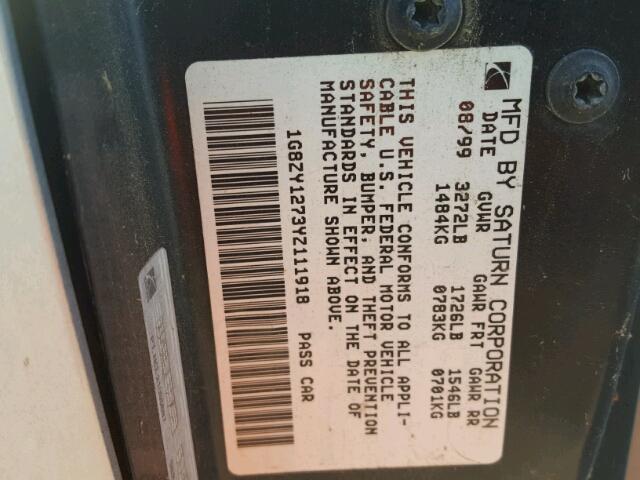 MFD BY SATURN CORPORATION
DATE GVWR GAWR FRT GAWR RR
08/99 3272LB 1726LB 1546LB
1484KG 0783KG 0701KG
THIS VEHICLE CONFORMS TO ALL APPLI-
CABLE U.S. FEDERAL MOTOR VEHICLE
SAFETY, BUMPER, AND THEFT PREVENTION
STANDARDS IN EFFECT ON THE DATE OF
MANUFACTURE SHOWN ABOVE.
1G8ZY1273YZ111918 PASS CAR